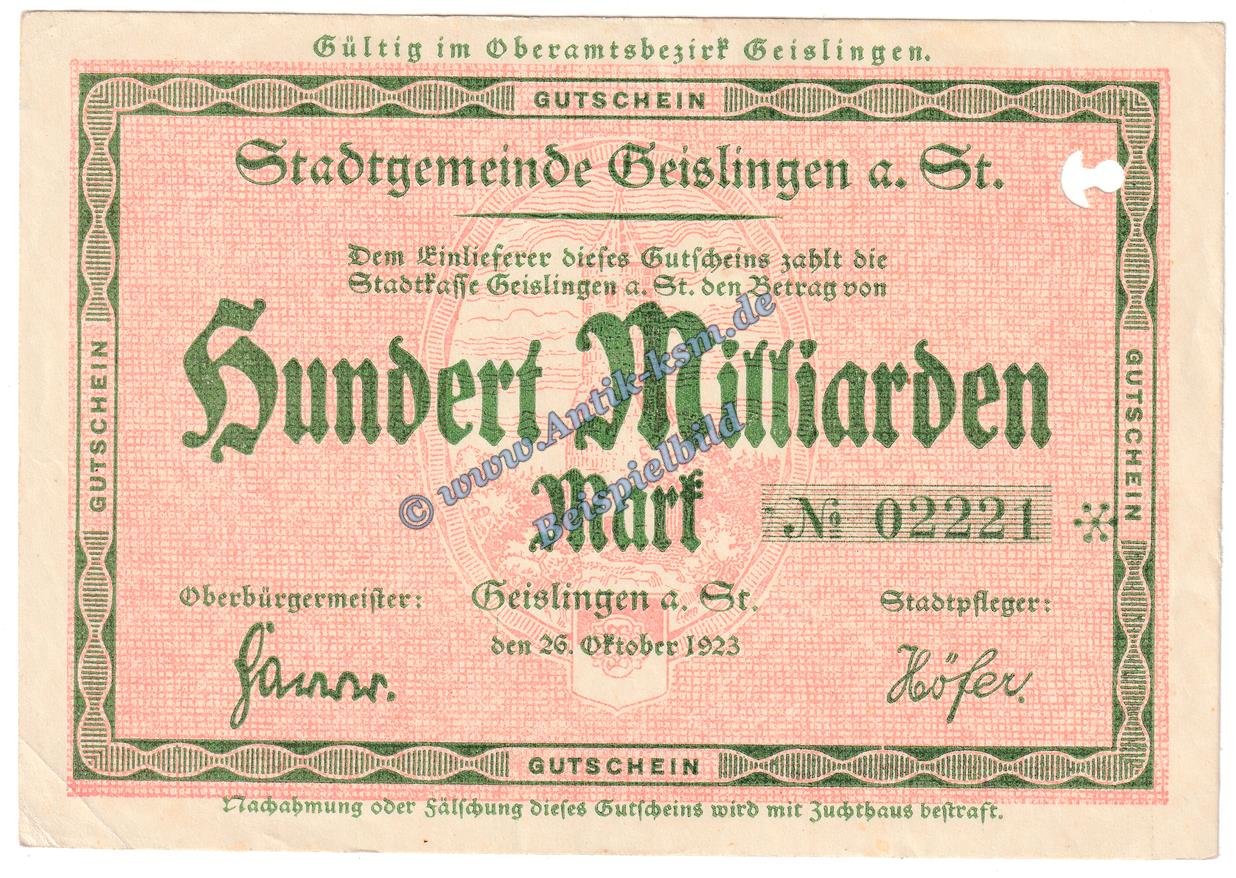 Gültig im Oberamtsbezirk Geislingen.
GUTSCHEIN
Stadtgemeinde Geislingen a. St.
Dem Einlieferer dieses Gutscheins zahlt die
Stadtkasse Geislingen a. St. den Betrag von
Hundert Milliarden
Mark
№ 02221
© www.Antik-ksm.de
Beispielbild
GUTSCHEIN
GUTSCHEIN
Oberbürgermeister:
Geislingen a. St.
Stadtpfleger:
den 26. Oktober 1923
Höfer.
GUTSCHEIN
Nachahmung oder Fälschung dieses Gutscheins wird mit Zuchthaus bestraft.